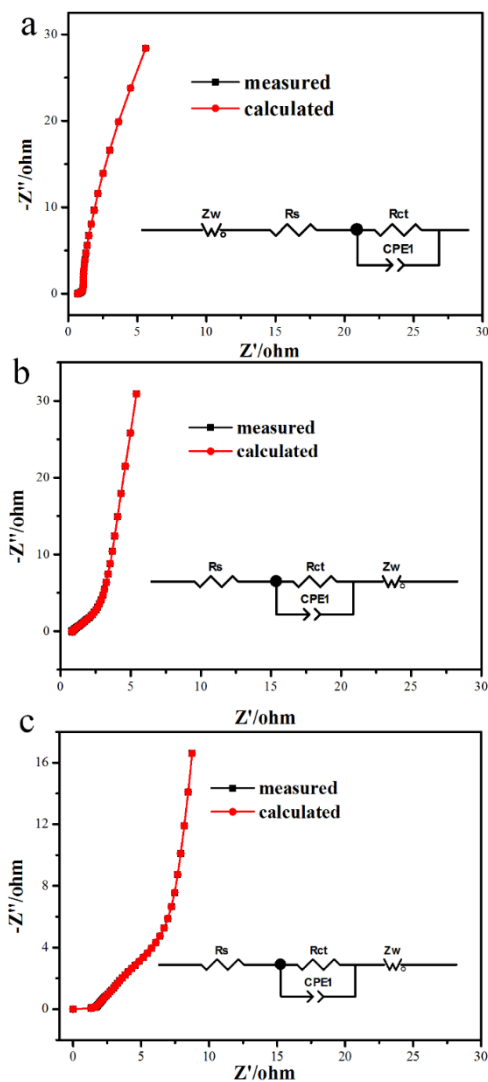 a
30
20
10
0
-Z''/ohm
measured
calculated
Zw
Rs
Rct
CPE1
0 5 10 15 20 25 30
Z'/ohm
b
30
20
10
0
-Z''/ohm
measured
calculated
Rs
Rct
Zw
CPE1
0 5 10 15 20 25 30
Z'/ohm
c
16
12
8
4
0
-Z''/ohm
measured
calculated
Rs
Rct
Zw
CPE1
0 5 10 15 20 25 30
Z'/ohm